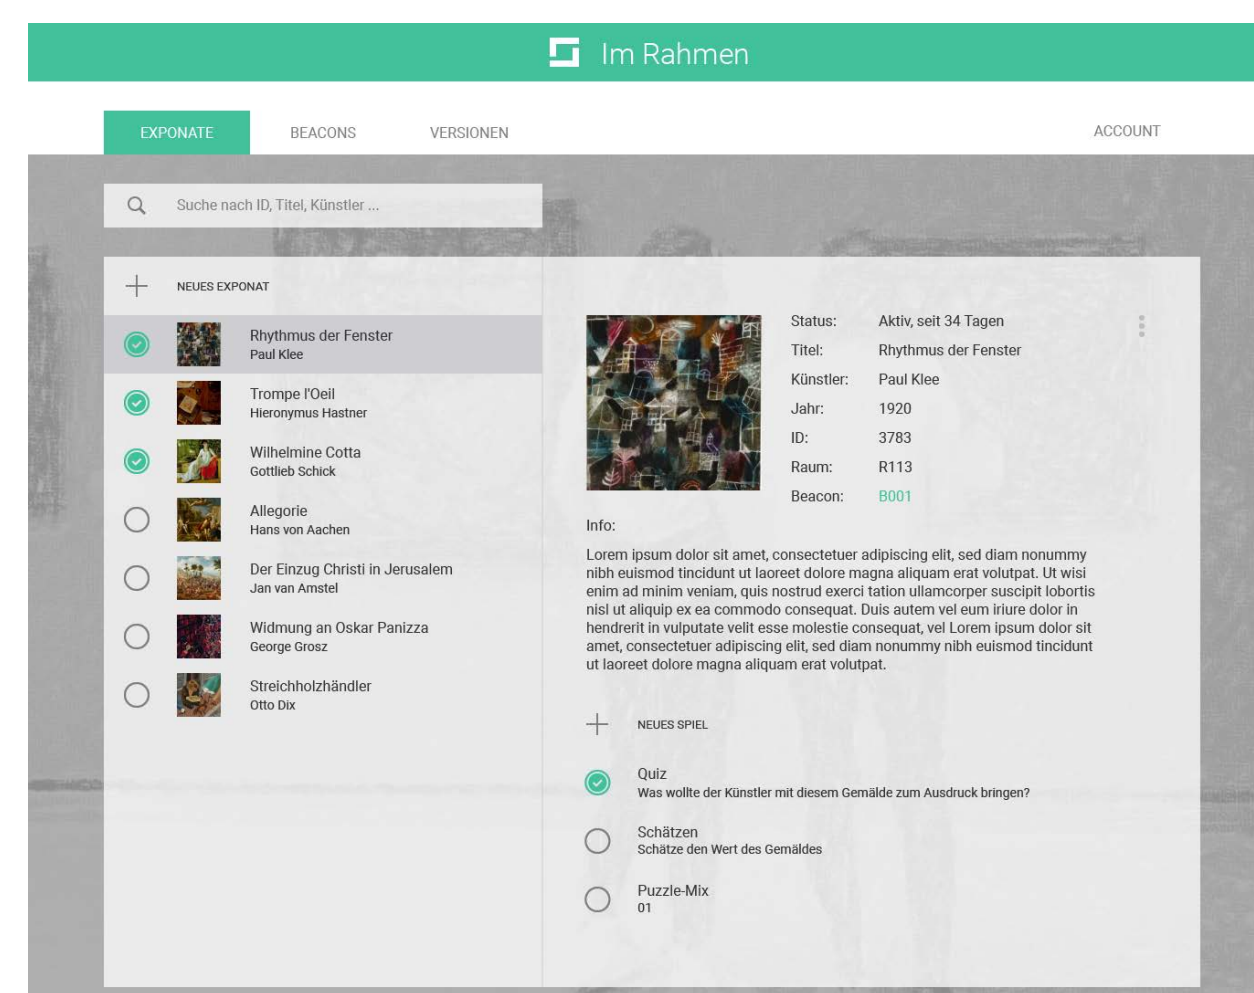 Im Rahmen
EXPONATE
BEACONS
VERSIONEN
ACCOUNT
Suche nach ID, Titel, Künstler ...
NEUES EXPONAT
Rhythmus der Fenster
Paul Klee
Trompe l'Oeil
Hieronymus Hastner
Wilhelmine Cotta
Gottlieb Schick
Allegorie
Hans von Aachen
Der Einzug Christi in Jerusalem
Jan van Amstel
Widmung an Oskar Panizza
George Grosz
Streichholzhändler
Otto Dix
Status: Aktiv, seit 34 Tagen
Titel: Rhythmus der Fenster
Künstler: Paul Klee
Jahr: 1920
ID: 3783
Raum: R113
Beacon: B001
Info:
Lorem ipsum dolor sit amet, consectetuer adipiscing elit, sed diam nonummy
nibh euismod tincidunt ut laoreet dolore magna aliquam erat volutpat. Ut wisi
enim ad minim veniam, quis nostrud exerci tation ullamcorper suscipit lobortis
nisl ut aliquip ex ea commodo consequat. Duis autem vel eum iriure dolor in
hendrerit in vulputate velit esse molestie consequat, vel Lorem ipsum dolor sit
amet, consectetuer adipiscing elit, sed diam nonummy nibh euismod tincidunt
ut laoreet dolore magna aliquam erat volutpat.
NEUES SPIEL
Quiz
Was wollte der Künstler mit diesem Gemälde zum Ausdruck bringen?
Schätzen
Schätze den Wert des Gemäldes
Puzzle-Mix
01